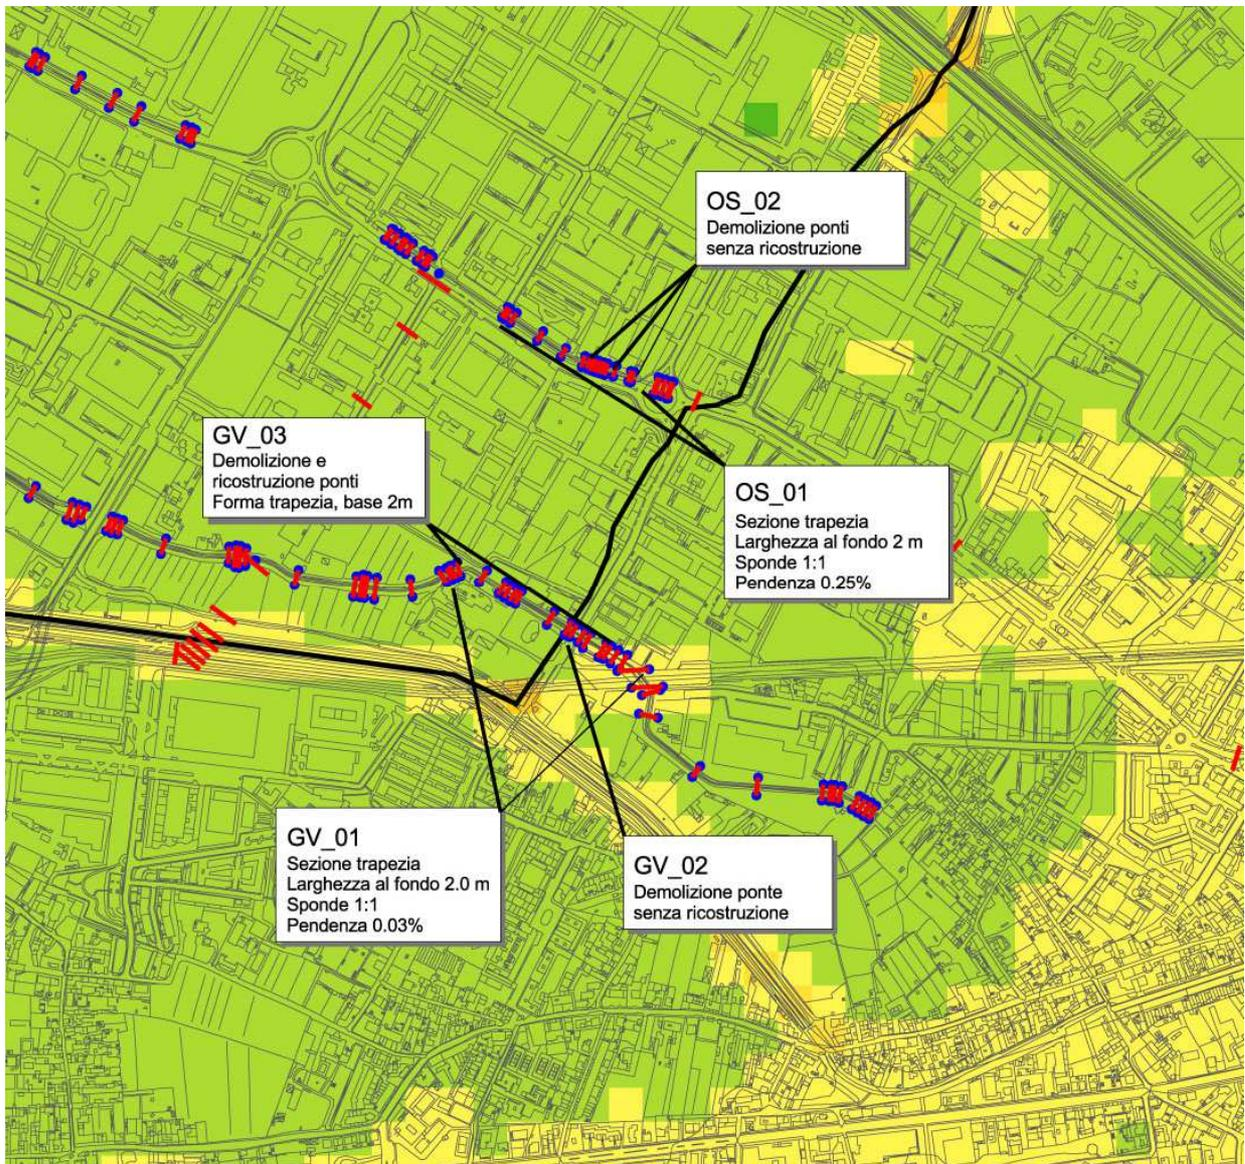 OS_02
Demolizione ponti
senza ricostruzione
GV_03
Demolizione e
ricostruzione ponti
Forma trapezia, base 2m
OS_01
Sezione trapezia
Larghezza al fondo 2 m
Sponde 1:1
Pendenza 0.25%
GV_01
Sezione trapezia
Larghezza al fondo 2.0 m
Sponde 1:1
Pendenza 0.03%
GV_02
Demolizione ponte
senza ricostruzione